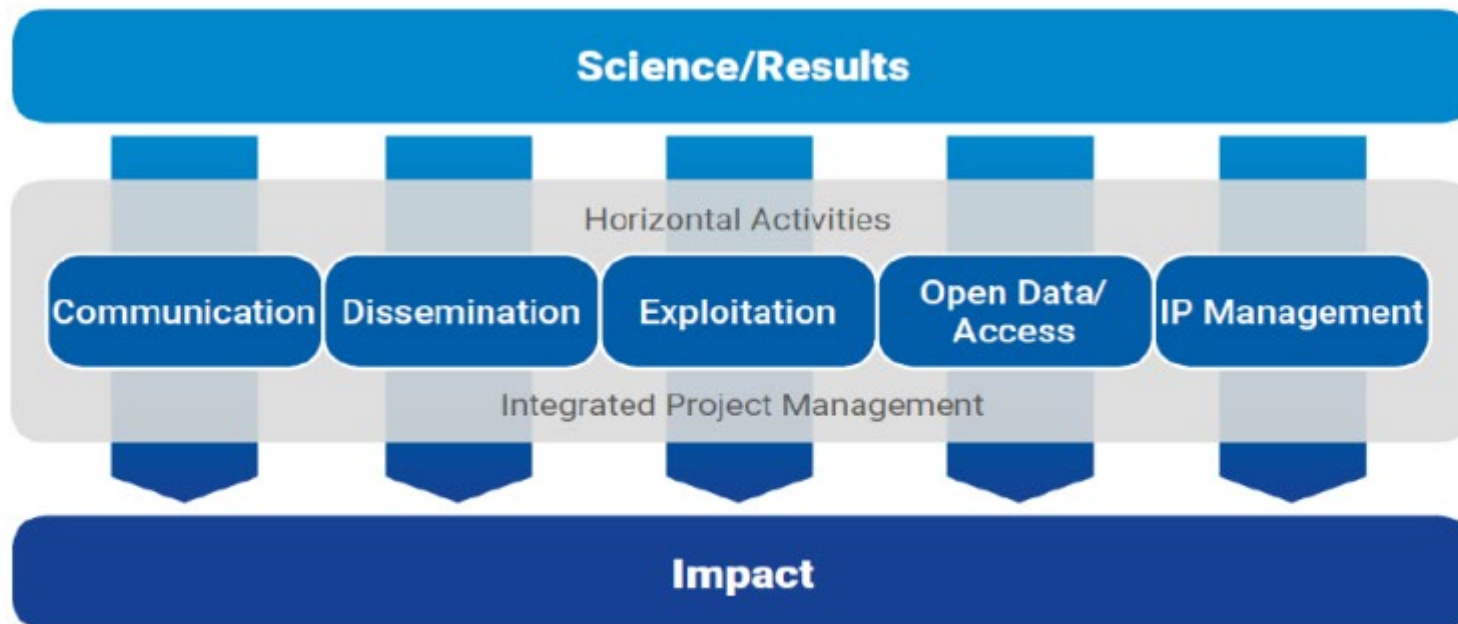 Science/Results
Horizontal Activities
Communication
Dissemination
Exploitation
Open Data/
Access
IP Management
Integrated Project Management
Impact